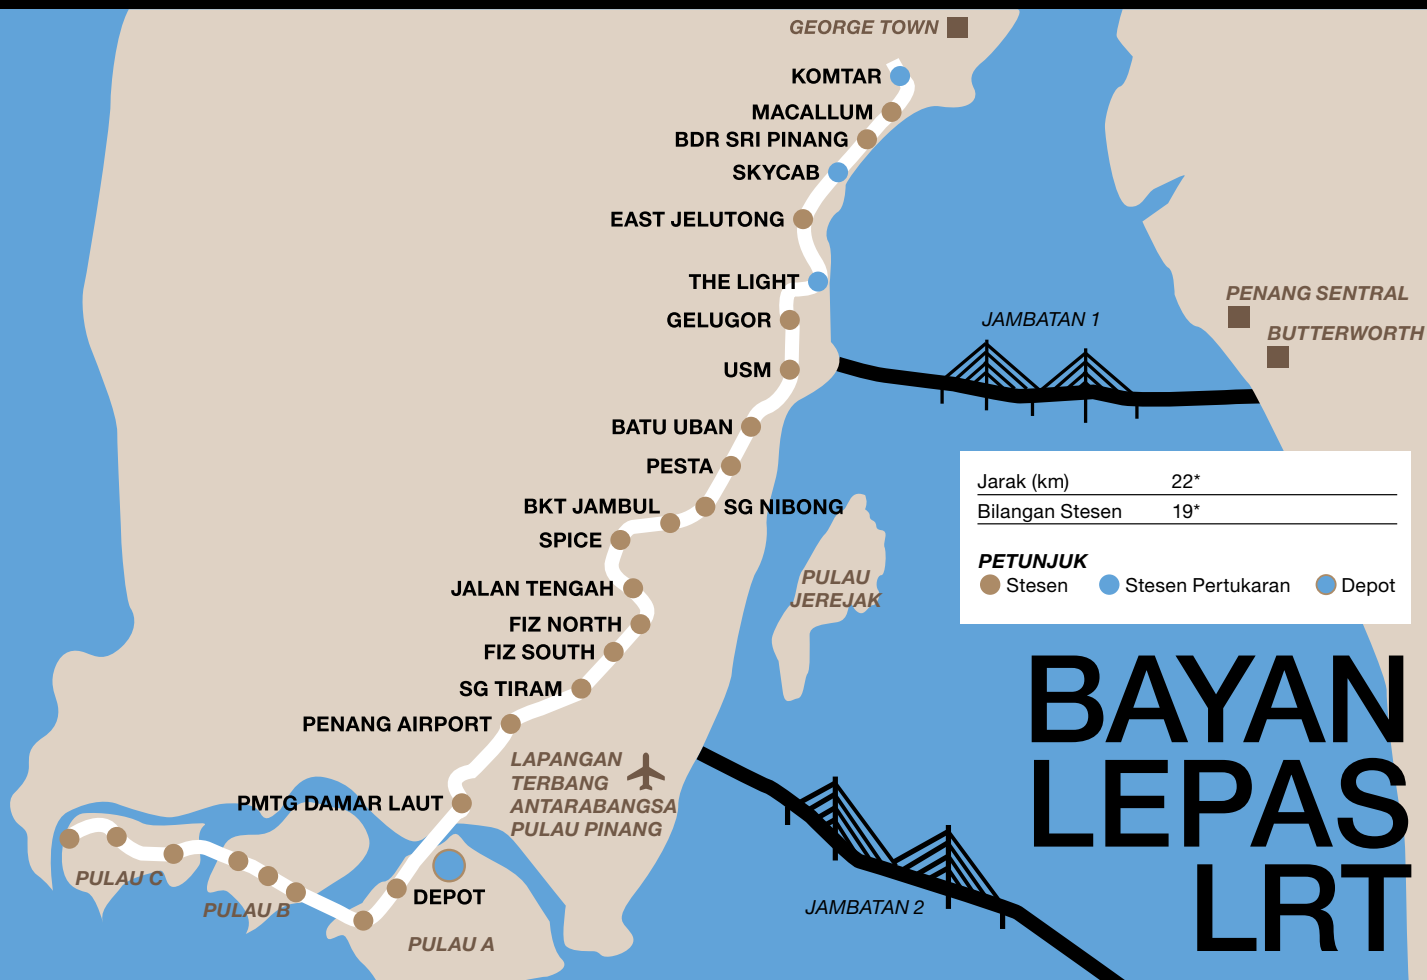 GEORGE TOWN
KOMTAR
MACALLUM
BDR SRI PINANG
SKYCAB
EAST JELUTONG
THE LIGHT
GELUGOR
USM
BATU UBAN
PESTA
SG NIBONG
BKT JAMBUL
SPICE
JALAN TENGAH
FIZ NORTH
FIZ SOUTH
SG TIRAM
PENANG AIRPORT
LAPANGAN
TERBANG
ANTARABANGSA
PULAU PINANG
PMTG DAMAR LAUT
DEPOT
PULAU A
PULAU B
PULAU C
PULAU
JEREJAK
JAMBATAN 1
JAMBATAN 2
PENANG SENTRAL
BUTTERWORTH
Jarak (km) 22*
Bilangan Stesen 19*
PETUNJUK
Stesen Stesen Pertukaran Depot
BAYAN
LEPAS
LRT